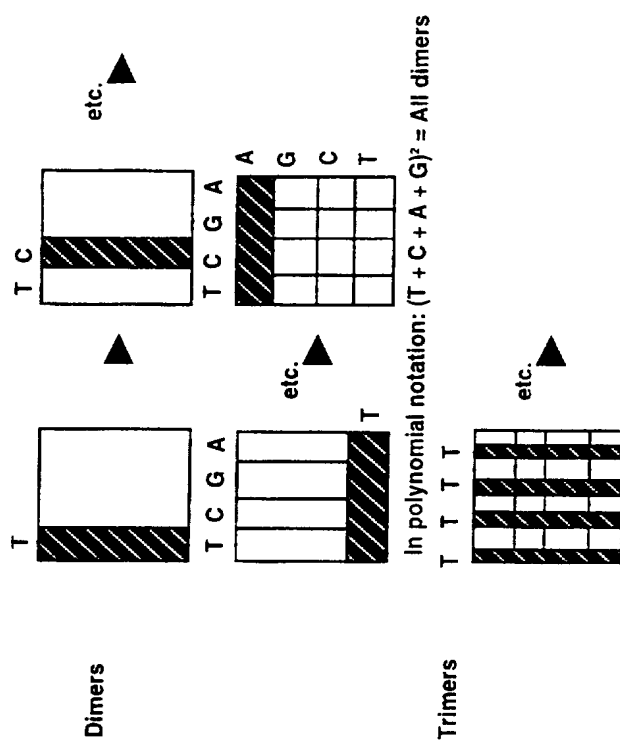 T
T C
Dimers
etc.
T C G A
T
etc.
T C G A
A
G
C
T
In polynomial notation: (T + C + A + G)² = All dimers
Trimers
T T T T
etc.